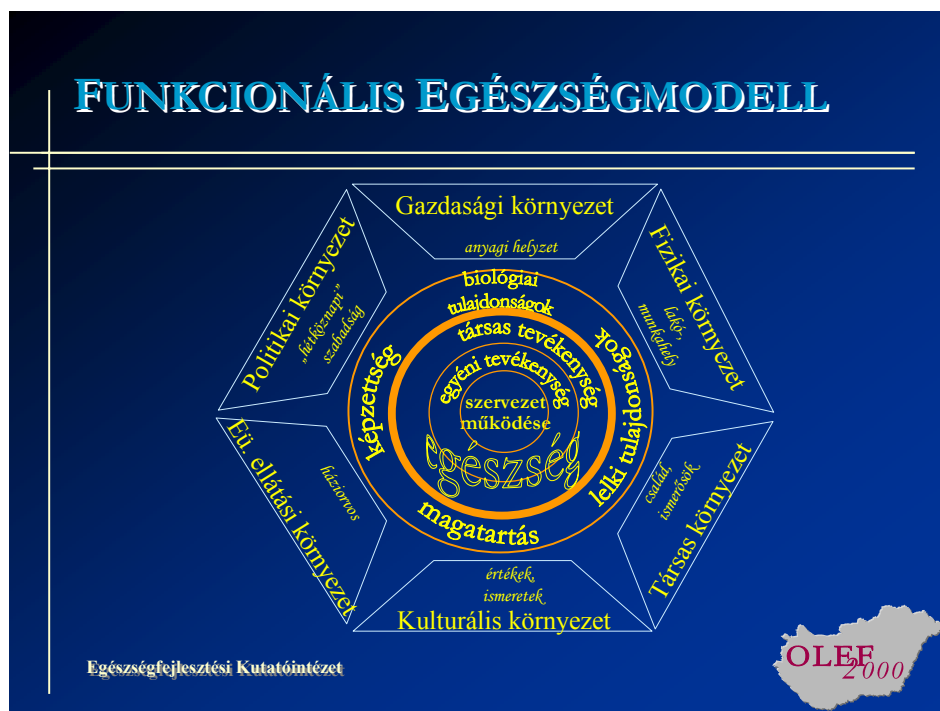 FUNKCIONÁLIS EGÉSZSÉGMODELL
Gazdasági környezet
anyagi helyzet
Fizikai környezet
lakó-,
munkahely
Társas környezet
család,
ismerősök
értékek,
ismeretek
Kulturális környezet
Eü. ellátási környezet
háziorvos
Politikai környezet
„hétköznapi”
szabadság
biológiai
tulajdonságok
lelki tulajdonságok
magatartás
képzettség
társas tevékenység
egyéni tevékenység
szervezet
működése
egészség
Egészségfejlesztési Kutatóintézet
OLEF
2000